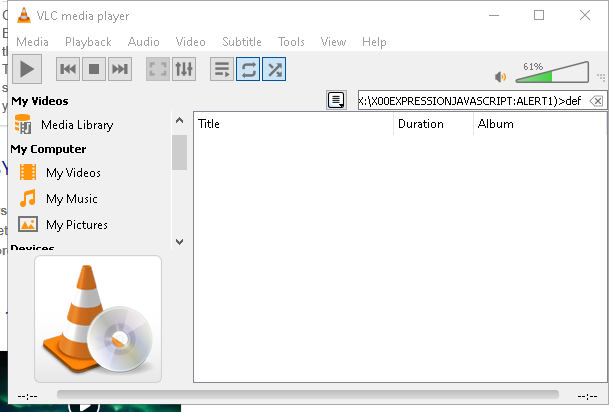 VLC media player
Media Playback Audio Video Subtitle Tools View Help
61%
My Videos
X:\X00EXPRESSIONJAVASCRIPT:ALERT1)>def
Media Library
Title Duration Album
My Computer
My Videos
My Music
My Pictures
Devices
--:-- --:--